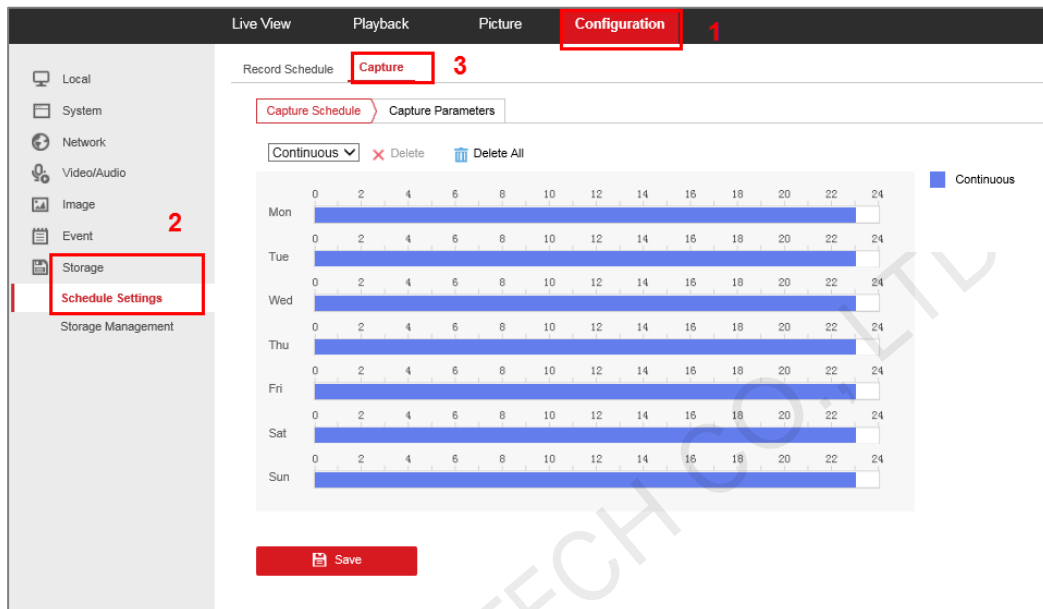 Live View Playback Picture Configuration 1
Local
System
Network
Video/Audio
Image
Event
2
Storage
Schedule Settings
Storage Management
Record Schedule Capture 3
Capture Schedule Capture Parameters
Continuous Delete Delete All
Continuous
0 2 4 6 8 10 12 14 16 18 20 22 24
Mon
0 2 4 6 8 10 12 14 16 18 20 22 24
Tue
0 2 4 6 8 10 12 14 16 18 20 22 24
Wed
0 2 4 6 8 10 12 14 16 18 20 22 24
Thu
0 2 4 6 8 10 12 14 16 18 20 22 24
Fri
0 2 4 6 8 10 12 14 16 18 20 22 24
Sat
0 2 4 6 8 10 12 14 16 18 20 22 24
Sun
Save
TECH CO., LTD